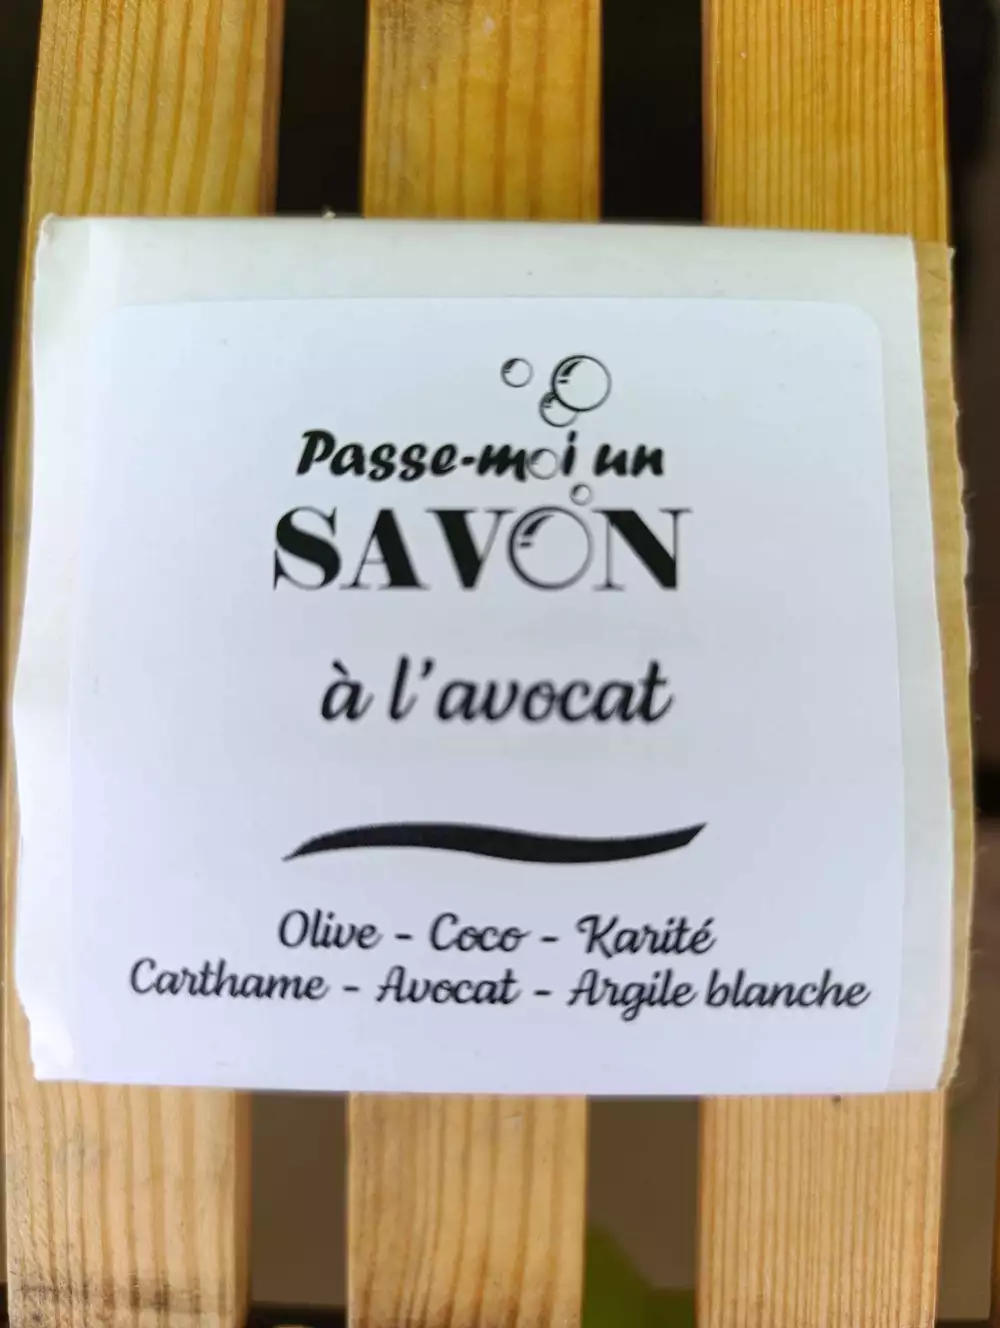 Passe-moi un
SAVON
à l'avocat
Olive - Coco - Karité
Carthame - Avocat - Argile blanche